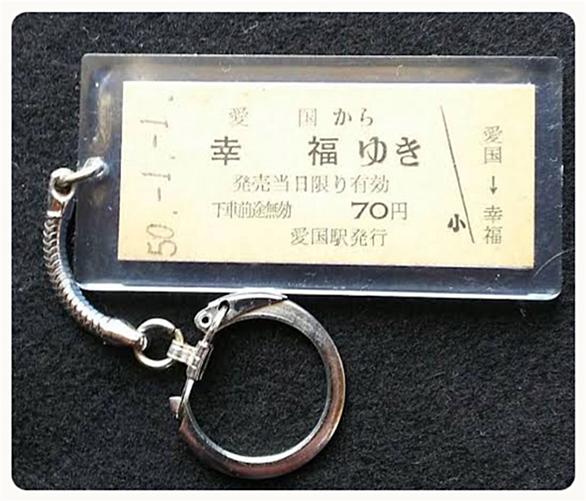 50.-1.-1.
愛 国 から
幸 福 ゆき
発売当日限り有効
下車前途無効 70円
愛国駅発行
小
愛国→幸福